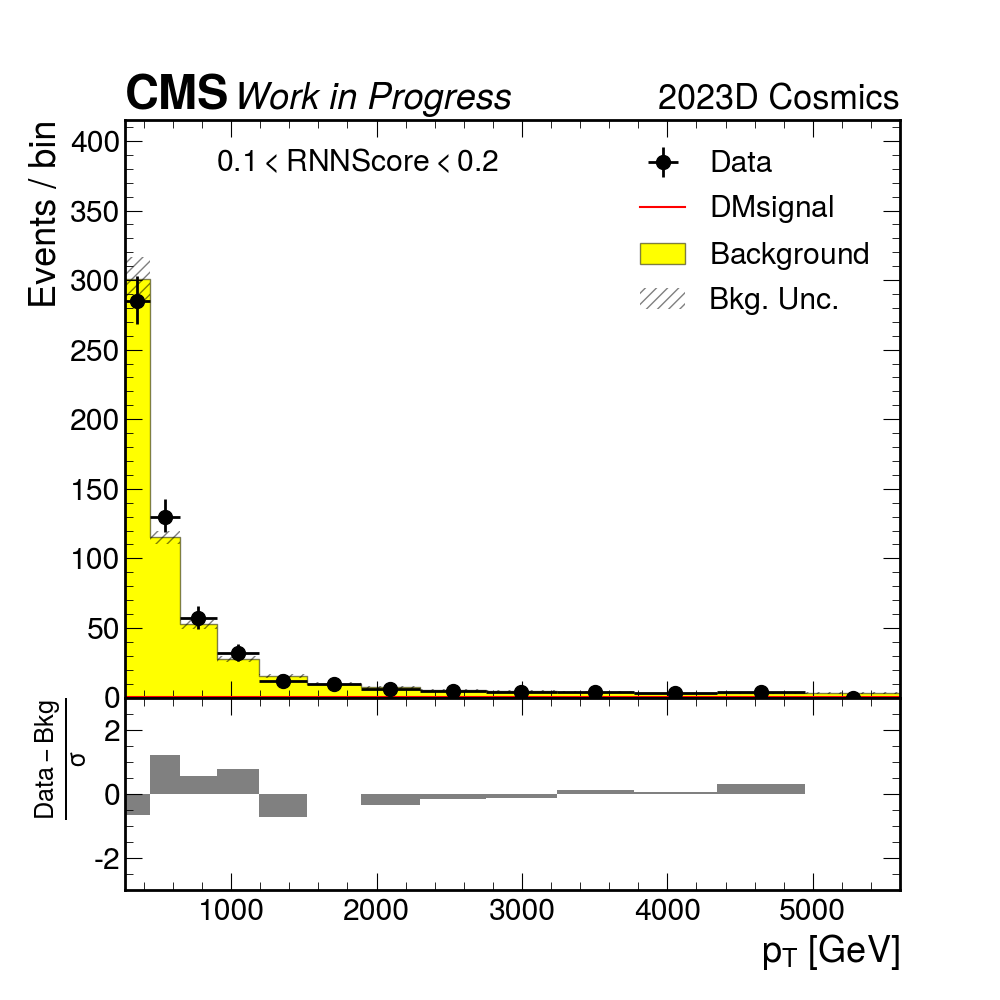 CMS Work in Progress 2023D Cosmics
Events / bin
0.1 < RNNScore < 0.2
Data
DMsignal
Background
Bkg. Unc.
400
350
300
250
200
150
100
50
0
Data – Bkg
σ
2
0
-2
1000 2000 3000 4000 5000
pT [GeV]